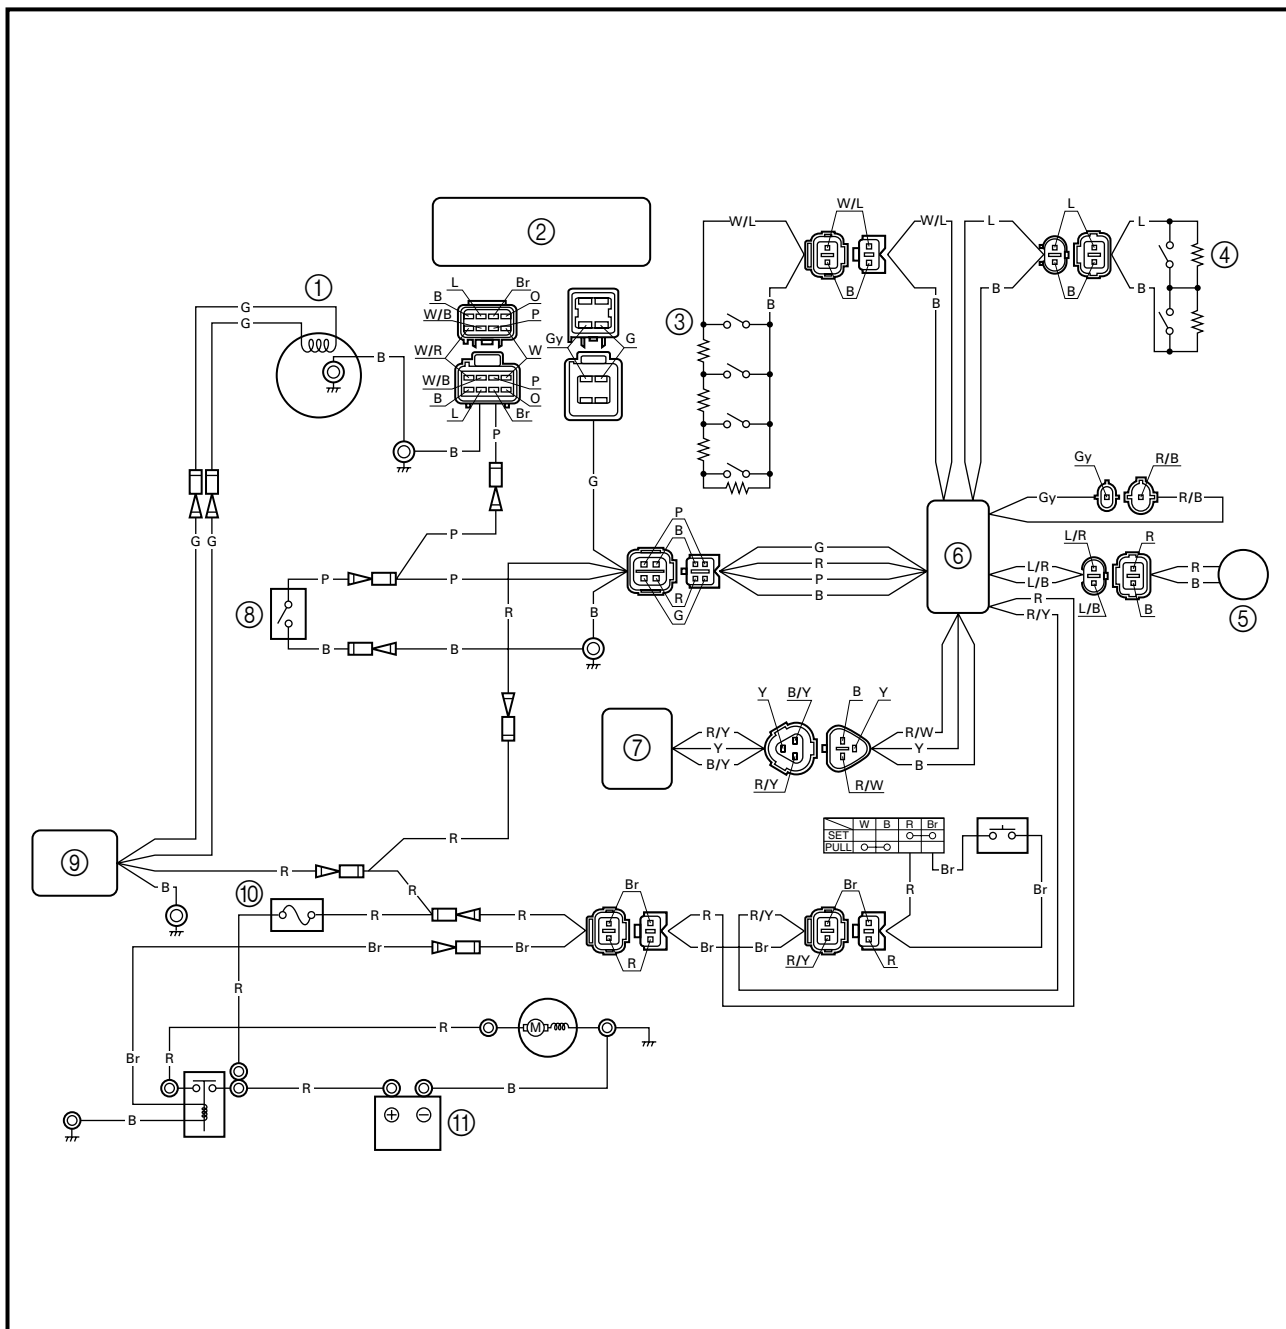 W/L W/L W/L L L L
②
④
①
L Br
B O
G
W/B P
③
B B B B B
G
Gy G
B
W/R W
W/B P
B O
L Br
P
B
Gy R/B
G
Gy R/B
P
G G P B
G
L/R R
⑥
P P R L/R R
R L/B B
P R
⑧ R B B R/Y
G L/B B ⑤
B B
Y B/Y B Y
R/Y R/W
⑦ Y Y
B/Y B
R/Y R/W
W B R Br
SET
PULL
R
⑨
R Br
B ⑩ R Br Br R Br
R R R R/Y
Br Br Br Br
R R/Y R
R
R M
Br R
R B
B + − ⑪